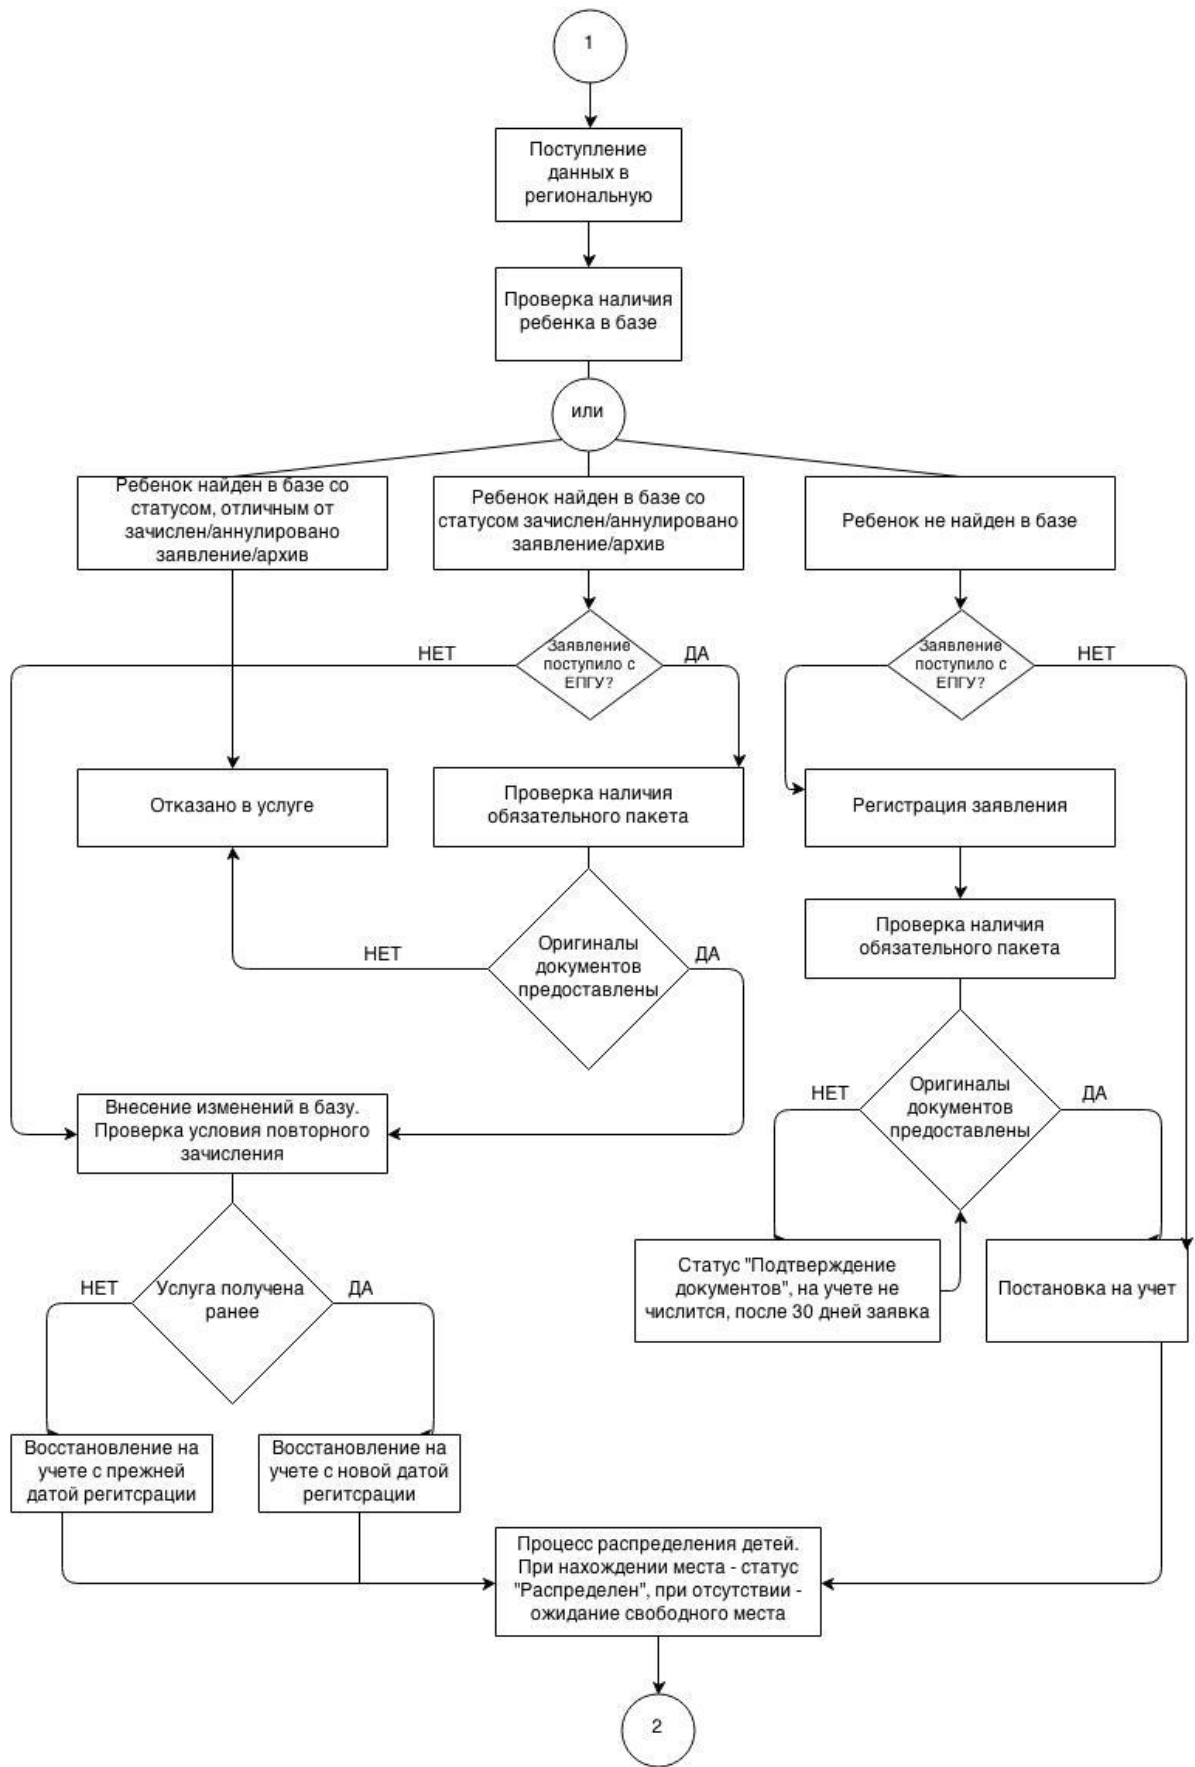 1
Поступление
данных в
региональную
Проверка наличия
ребенка в базе
или
Ребенок найден в базе со
статусом, отличным от
зачислен/аннулировано
заявление/архив
Ребенок найден в базе со
статусом зачислен/аннулировано
заявление/архив
Ребенок не найден в базе
НЕТ
Заявление
поступило с
ЕПГУ?
ДА
Заявление
поступило с
ЕПГУ?
НЕТ
Отказано в услуге
Проверка наличия
обязательного пакета
Регистрация заявления
НЕТ
Оригиналы
документов
предоставлены
ДА
Проверка наличия
обязательного пакета
Внесение изменений в базу.
Проверка условия повторного
зачисления
НЕТ
Оригиналы
документов
предоставлены
ДА
НЕТ
Услуга получена
ранее
ДА
Статус "Подтверждение
документов", на учете не
числится, после 30 дней заявка
Постановка на учет
Восстановление на
учете с прежней
датой регитсрации
Восстановление на
учете с новой датой
регитсрации
Процесс распределения детей.
При нахождении места - статус
"Распределен", при отсутствии -
ожидание свободного места
2